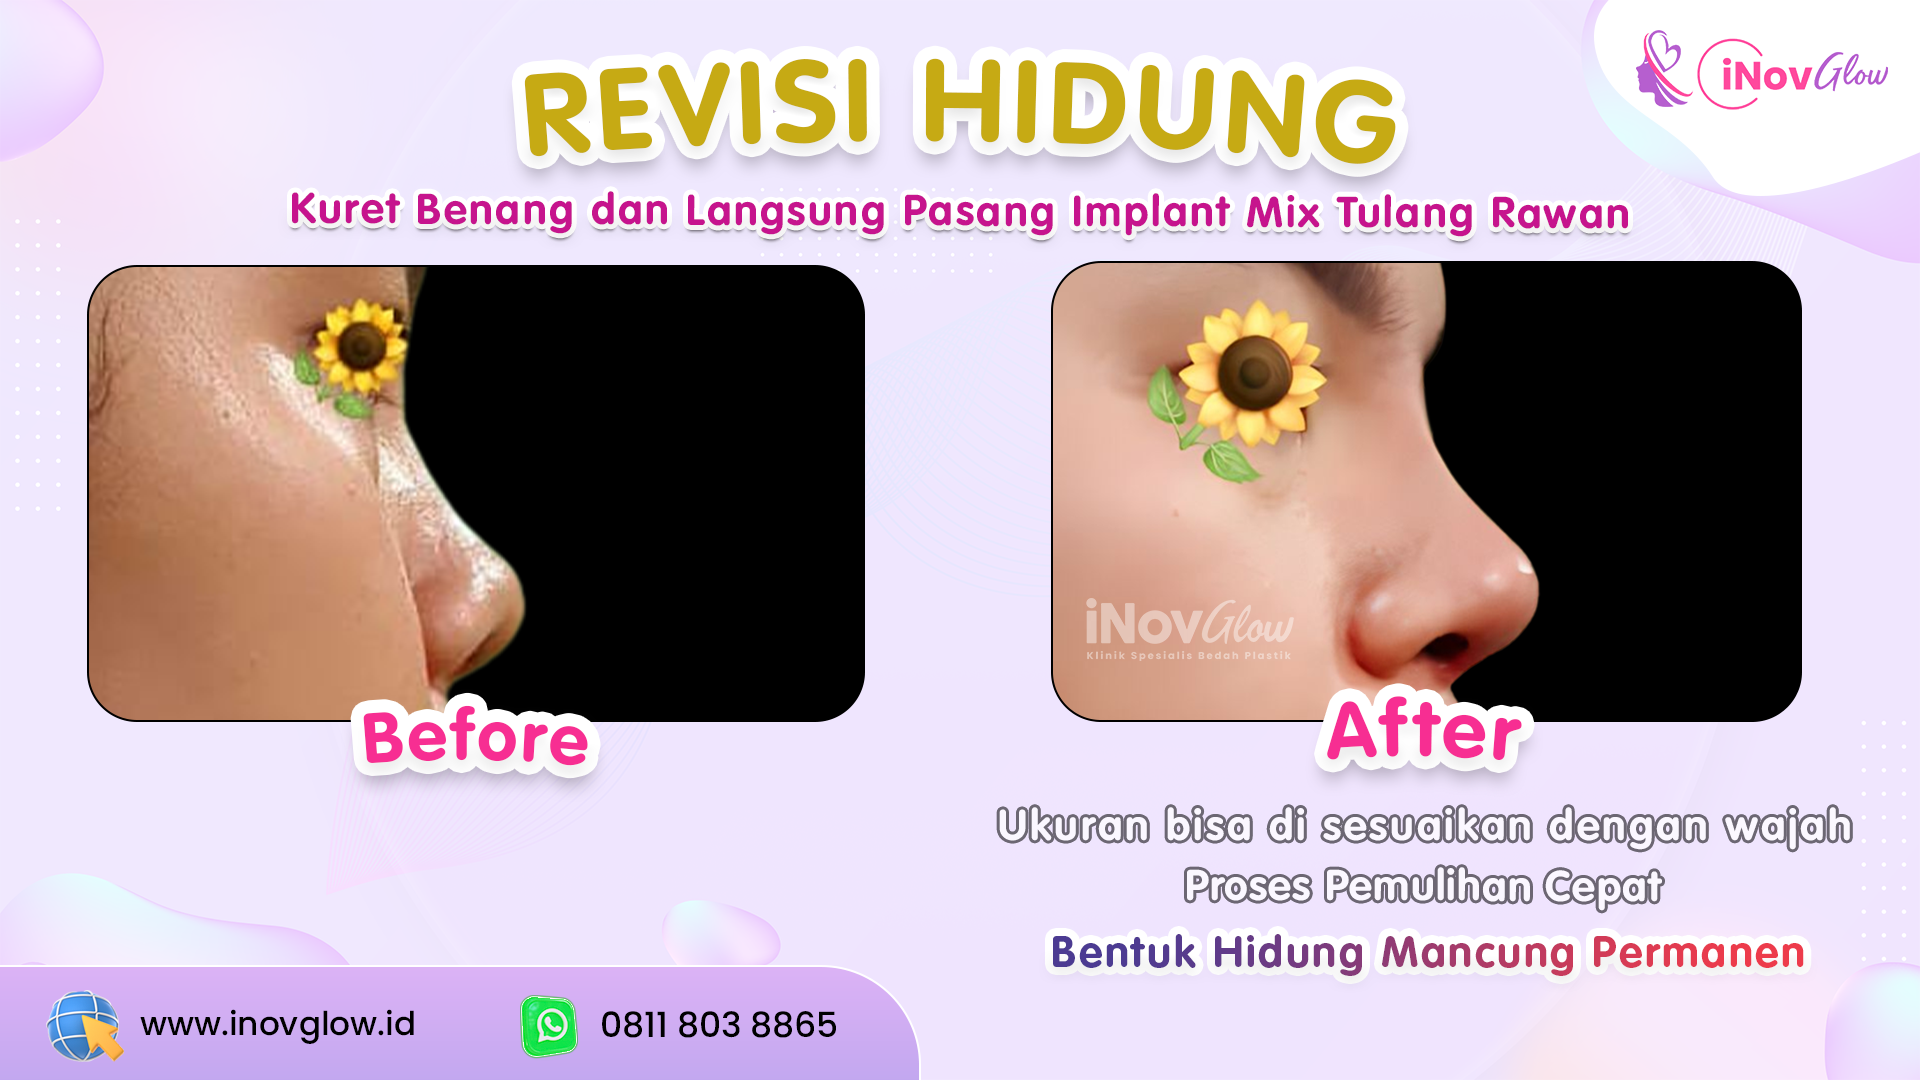 REVISI HIDUNG
iNovGlow
Kuret Benang dan Langsung Pasang Implant Mix Tulang Rawan
iNovGlow
Klinik Spesialis Bedah Plastik
Before
After
Ukuran bisa di sesuaikan dengan wajah
Proses Pemulihan Cepat
Bentuk Hidung Mancung Permanen
www.inovglow.id
0811 803 8865